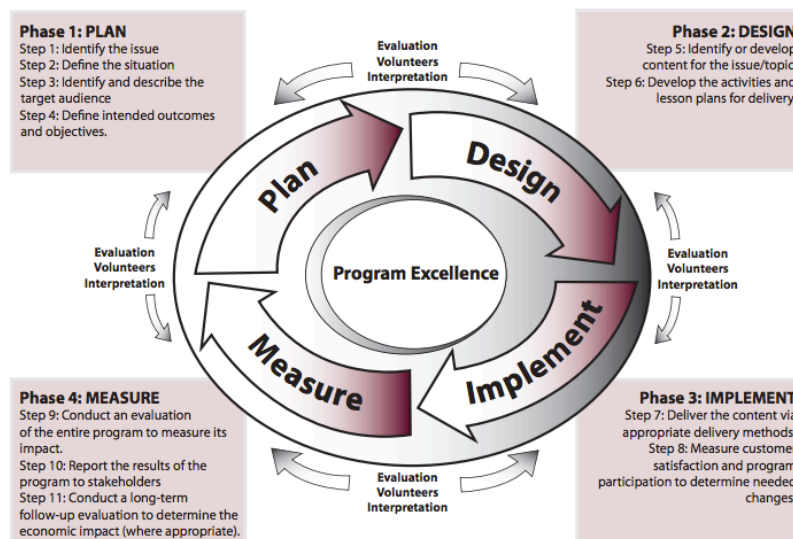 Phase 1: PLAN
Step 1: Identify the issue
Step 2: Define the situation
Step 3: Identify and describe the
target audience
Step 4: Define intended outcomes
and objectives.
Evaluation
Volunteers
Interpretation
Phase 2: DESIGN
Step 5: Identify or develop
content for the issue/topic
Step 6: Develop the activities and
lesson plans for delivery
Plan
Design
Evaluation
Volunteers
Interpretation
Program Excellence
Evaluation
Volunteers
Interpretation
Measure
Implement
Phase 4: MEASURE
Step 9: Conduct an evaluation
of the entire program to measure its
impact.
Step 10: Report the results of the
program to stakeholders
Step 11: Conduct a long-term
follow-up evaluation to determine the
economic impact (where appropriate).
Evaluation
Volunteers
Interpretation
Phase 3: IMPLEMENT
Step 7: Deliver the content via
appropriate delivery methods
Step 8: Measure customer
satisfaction and program
participation to determine needed
changes